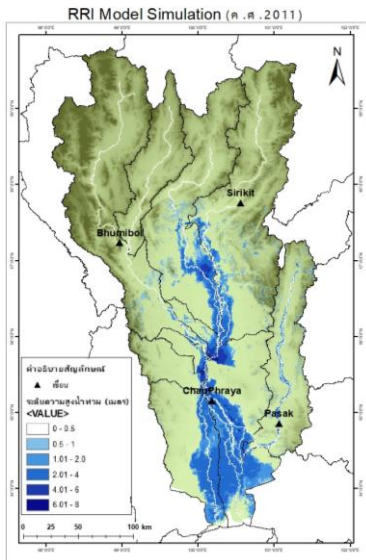 RRI Model Simulation (ค.ศ.2011)
N
Sirikit
Bhumibol
ChaoPhraya
Pasak
คำอธิบายสัญลักษณ์
เขื่อน
ระดับความสูงน้ำท่วม (เมตร)
<VALUE>
0 - 0.5
0.5 - 1
1.01 - 2.0
2.01 - 4
4.01 - 6
6.01 - 8
0 25 50 100 km